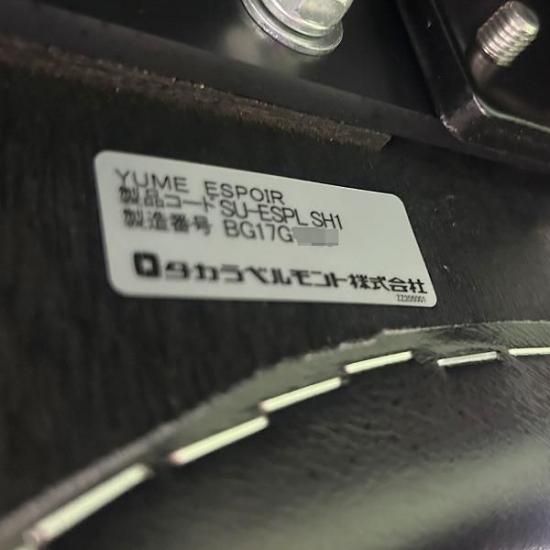 YUME ESPOIR
製品コード SU-ESPL SH1
製造番号 BG17G
タカラベルモント株式会社
ZZ205001